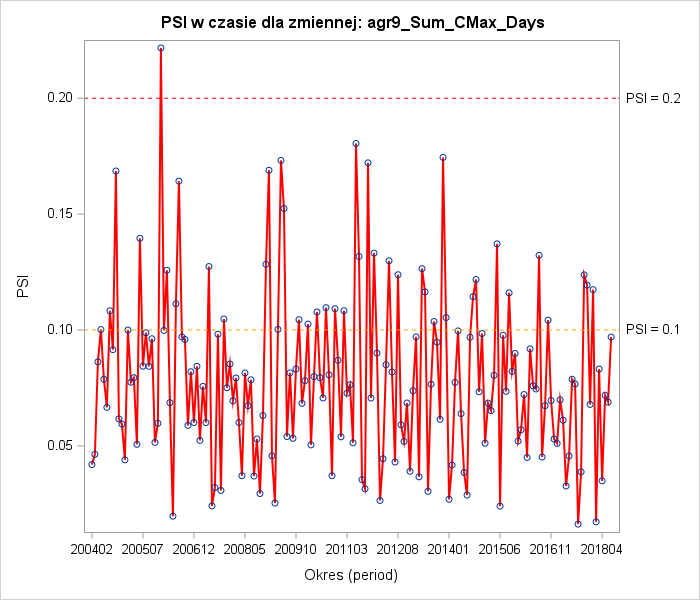 PSI w czasie dla zmiennej: agr9_Sum_CMax_Days
0.20
PSI = 0.2
0.15
PSI
0.10
PSI = 0.1
0.05
200402 200507 200612 200805 200910 201103 201208 201401 201506 201611 201804
Okres (period)